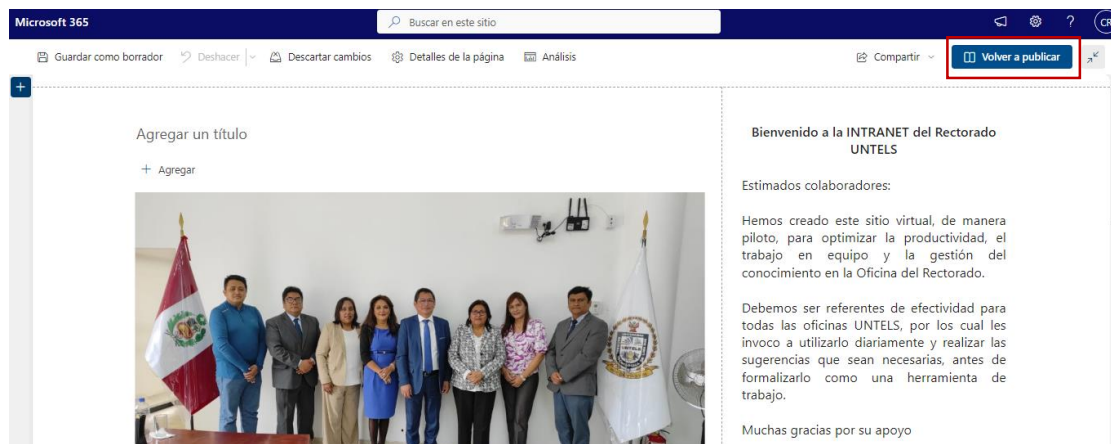 Microsoft 365
Buscar en este sitio
?
CR
Guardar como borrador
Deshacer
Descartar cambios
Detalles de la página
Análisis
Compartir
Volver a publicar
Agregar un título
+ Agregar
Bienvenido a la INTRANET del Rectorado
UNTELS
Estimados colaboradores:
Hemos creado este sitio virtual, de manera
piloto, para optimizar la productividad, el
trabajo en equipo y la gestión del
conocimiento en la Oficina del Rectorado.
Debemos ser referentes de efectividad para
todas las oficinas UNTELS, por los cual les
invoco a utilizarlo diariamente y realizar las
sugerencias que sean necesarias, antes de
formalizarlo como una herramienta de
trabajo.
Muchas gracias por su apoyo